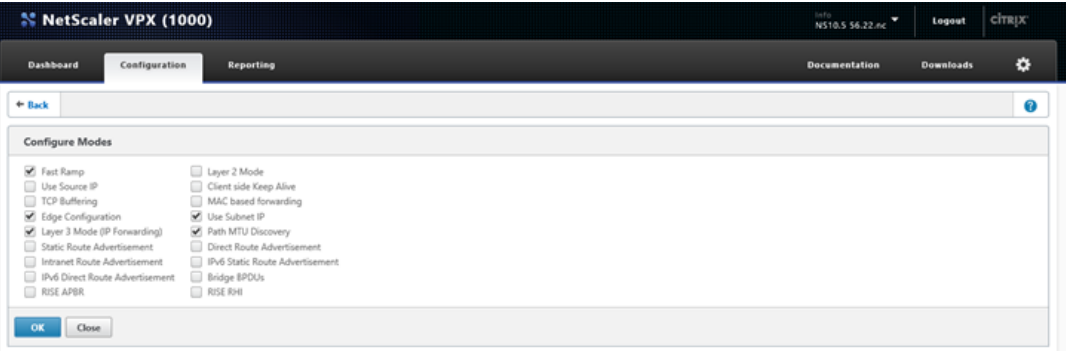 NetScaler VPX (1000)
Info
NS10.5 56.22.nc
Logout
CITRIX
Dashboard
Configuration
Reporting
Documentation
Downloads
Back
?
Configure Modes
Fast Ramp
Layer 2 Mode
Use Source IP
Client side Keep Alive
TCP Buffering
MAC based forwarding
Edge Configuration
Use Subnet IP
Layer 3 Mode (IP Forwarding)
Path MTU Discovery
Static Route Advertisement
Direct Route Advertisement
Intranet Route Advertisement
IPv6 Static Route Advertisement
IPv6 Direct Route Advertisement
Bridge BPDUs
RISE APBR
RISE RHI
OK
Close